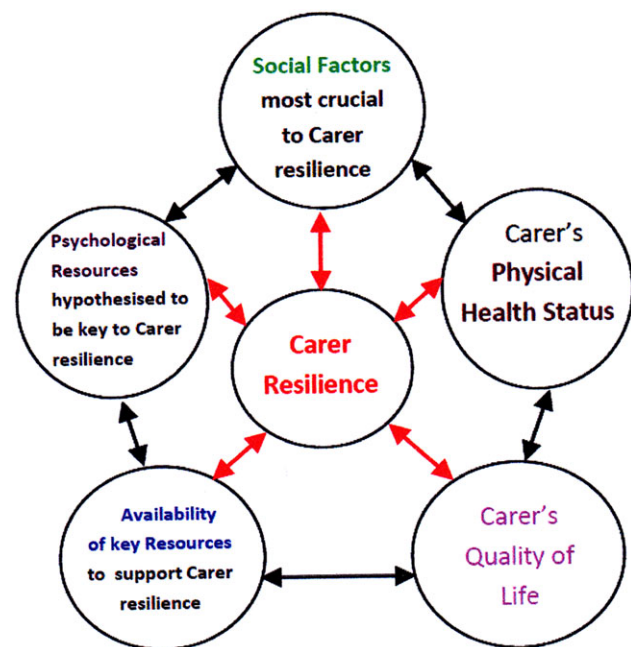 Social Factors
most crucial
to Carer
resilience
Psychological
Resources
hypothesised to
be key to Carer
resilience
Carer's
Physical
Health Status
Carer
Resilience
Availability
of key Resources
to support Carer
resilience
Carer's
Quality of
Life